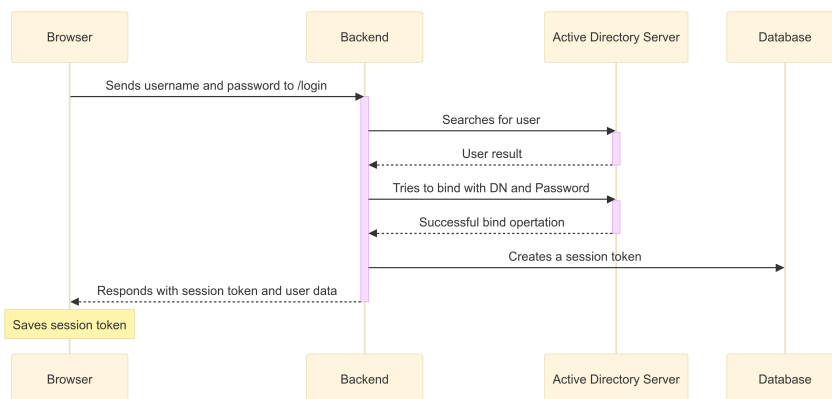 Browser
Backend
Active Directory Server
Database
Sends username and password to /login
Searches for user
User result
Tries to bind with DN and Password
Successful bind opertation
Creates a session token
Responds with session token and user data
Saves session token
Browser
Backend
Active Directory Server
Database